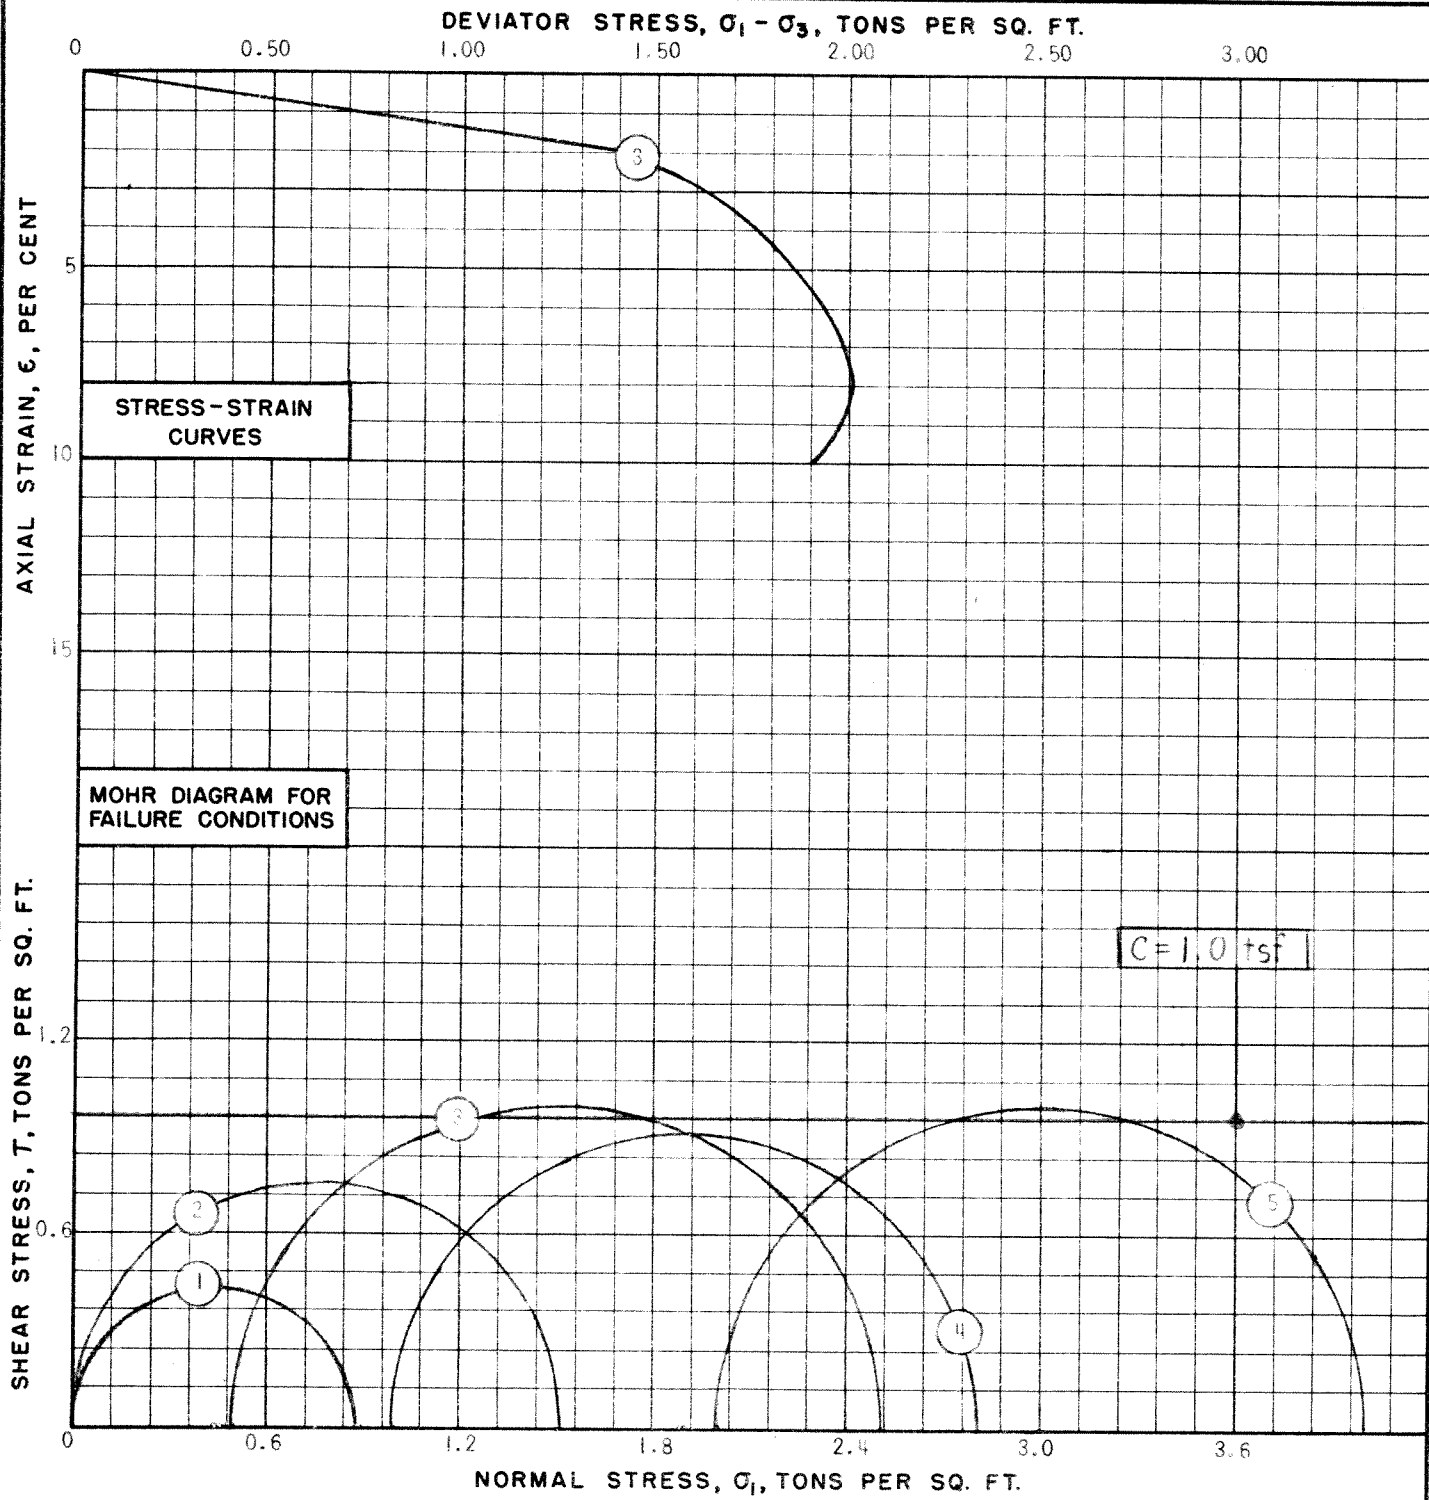 DEVIATOR STRESS, σ₁ - σ₃, TONS PER SQ. FT.
0 0.50 1.00 1.50 2.00 2.50 3.00
3
AXIAL STRAIN, ε, PER CENT
5
10
15
STRESS-STRAIN
CURVES
MOHR DIAGRAM FOR
FAILURE CONDITIONS
C = 1.0 tsf
SHEAR STRESS, T, TONS PER SQ. FT.
1.2
0.6
3
2
5
1
4
0 0.6 1.2 1.8 2.4 3.0 3.6
NORMAL STRESS, σ₁, TONS PER SQ. FT.